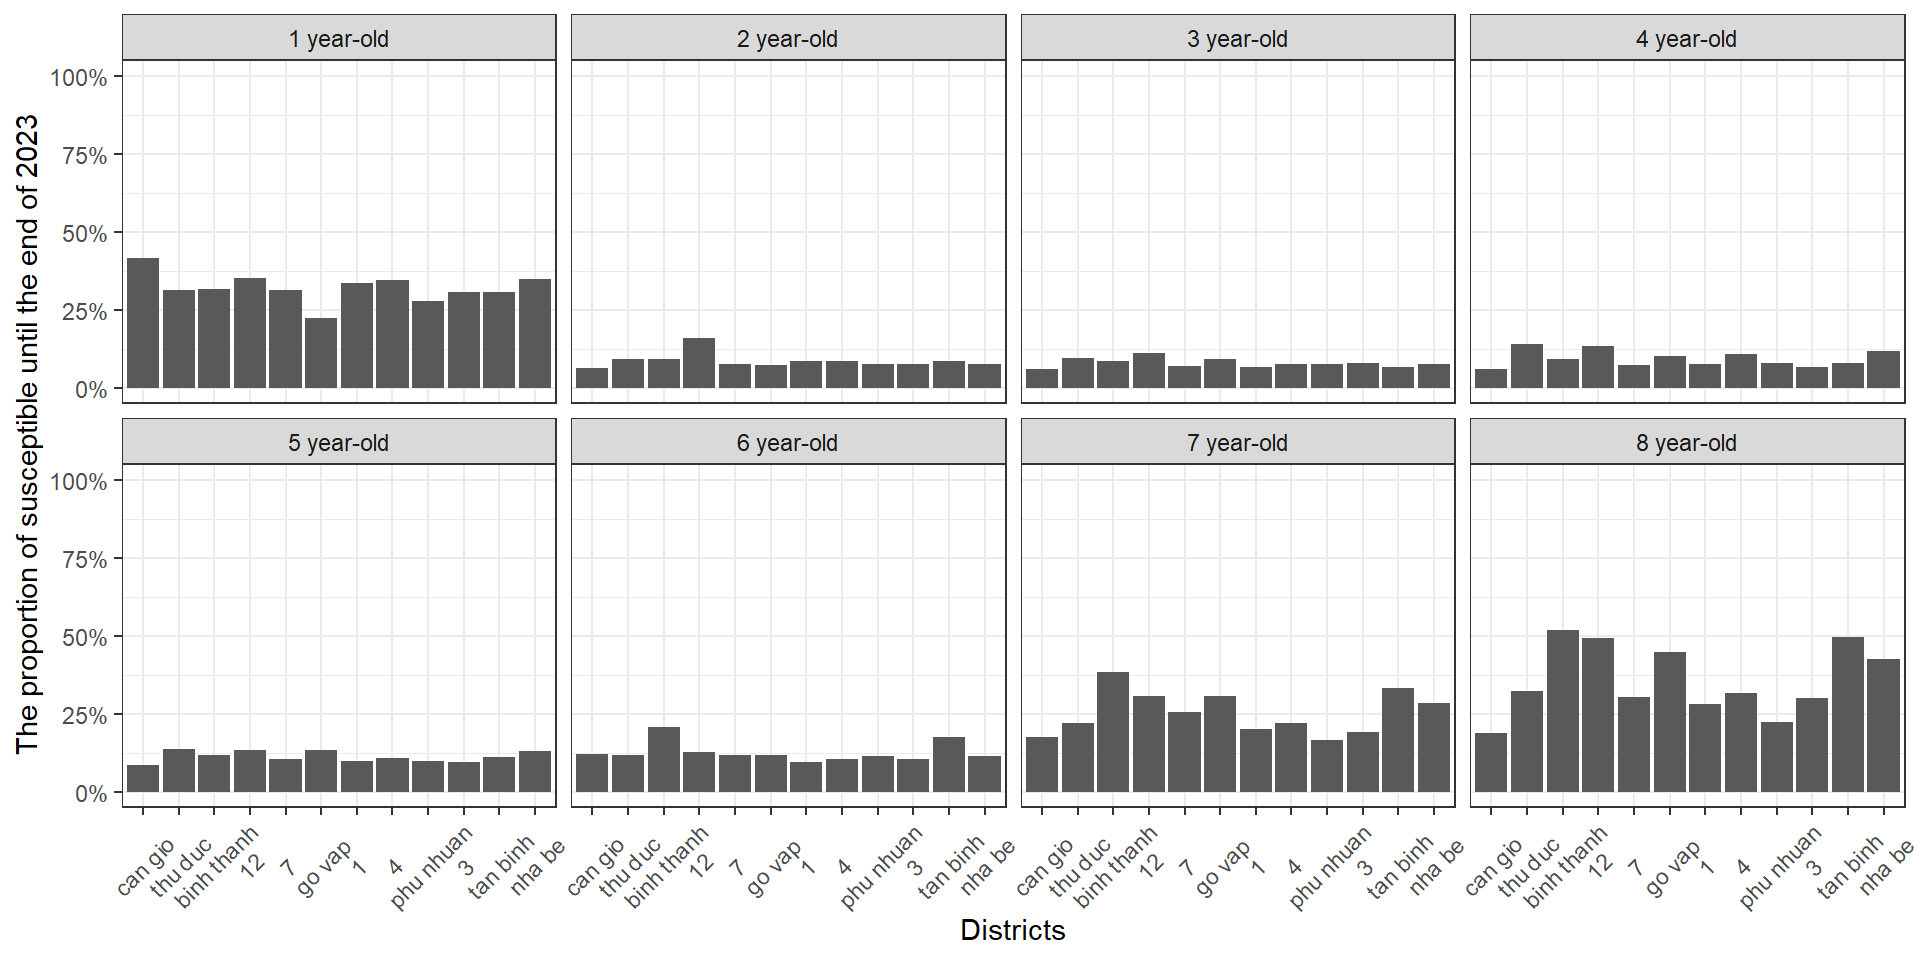 The proportion of susceptible until the end of 2023
1 year-old
2 year-old
3 year-old
4 year-old
100%
75%
50%
25%
0%
5 year-old
6 year-old
7 year-old
8 year-old
100%
75%
50%
25%
0%
can gio
thu duc
binh thanh
12
7
go vap
1
4
phu nhuan
3
tan binh
nha be
can gio
thu duc
binh thanh
12
7
go vap
1
4
phu nhuan
3
tan binh
nha be
can gio
thu duc
binh thanh
12
7
go vap
1
4
phu nhuan
3
tan binh
nha be
can gio
thu duc
binh thanh
12
7
go vap
1
4
phu nhuan
3
tan binh
nha be
Districts